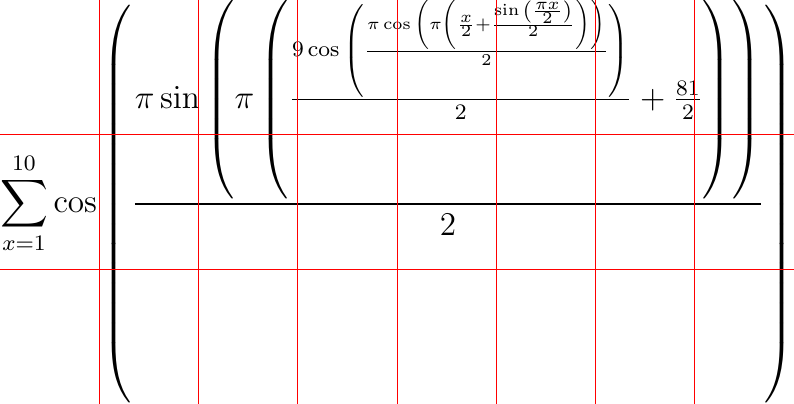 \sum_{x=1}^{10} \cos \left( \frac{\pi \sin \left( \pi \left( \frac{9 \cos \left( \frac{\pi \cos \left( \pi \left( \frac{x}{2} + \frac{\sin \left( \frac{\pi x}{2} \right)}{2} \right) \right)}{2} \right)}{2} + \frac{81}{2} \right) \right)}{2} \right)